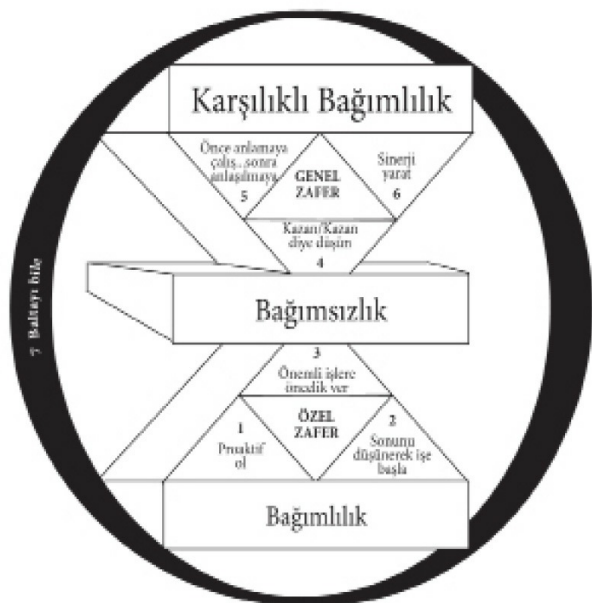 Karşılıklı Bağımlılık
Önce anlamaya
çalış...sonra
anlaşılmaya
5
GENEL
ZAFER
Sinerji
yarat
6
Kazan/Kazan
diye düşün
4
7 Baltayı bile
Bağımsızlık
3
Önemli işlere
öncelik ver
1
Proaktif
ol
ÖZEL
ZAFER
2
Sonunu
düşünerek işe
başla
Bağımlılık